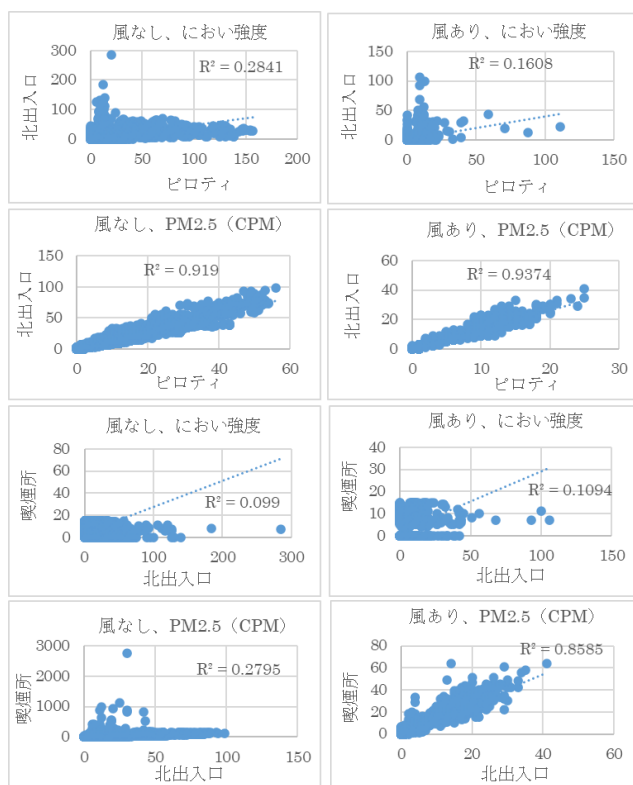 風なし、におい強度
300
200
100
0
R² = 0.2841
0 50 100 150 200
北出入口
ピロティ
風あり、におい強度
150
100
50
0
R² = 0.1608
0 50 100 150
北出入口
ピロティ
風なし、PM2.5（CPM）
150
100
50
0
R² = 0.919
0 20 40 60
北出入口
ピロティ
風あり、PM2.5（CPM）
60
40
20
0
R² = 0.9374
0 10 20 30
北出入口
ピロティ
風なし、におい強度
80
60
40
20
0
R² = 0.099
0 100 200 300
喫煙所
北出入口
風あり、におい強度
40
30
20
10
0
R² = 0.1094
0 50 100 150
喫煙所
北出入口
風なし、PM2.5（CPM）
3000
2000
1000
0
R² = 0.2795
0 50 100
喫煙所
北出入口
風あり、PM2.5（CPM）
80
60
40
20
0
R² = 0.8585
0 20 40 60
喫煙所
北出入口